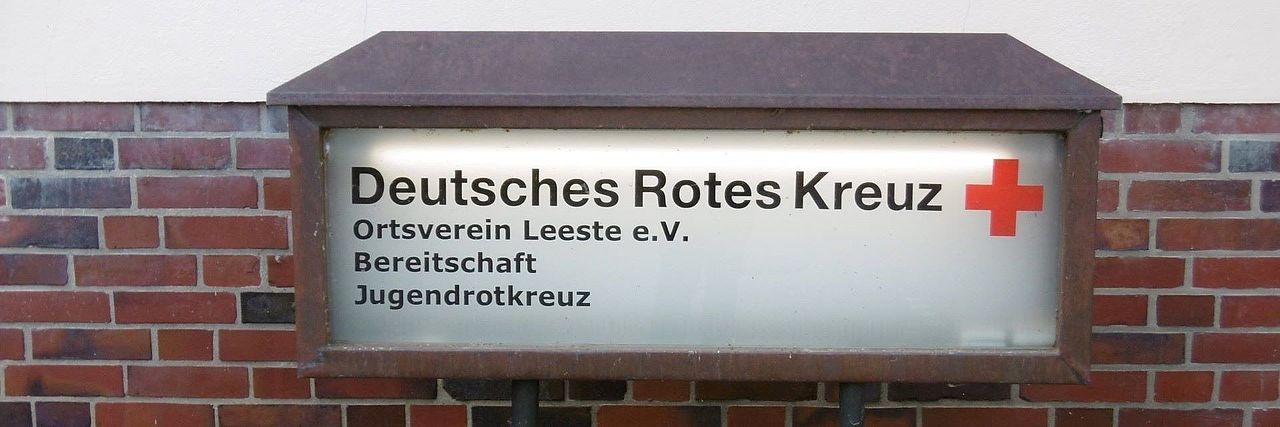 Deutsches Rotes Kreuz
Ortsverein Leeste e.V.
Bereitschaft
Jugendrotkreuz